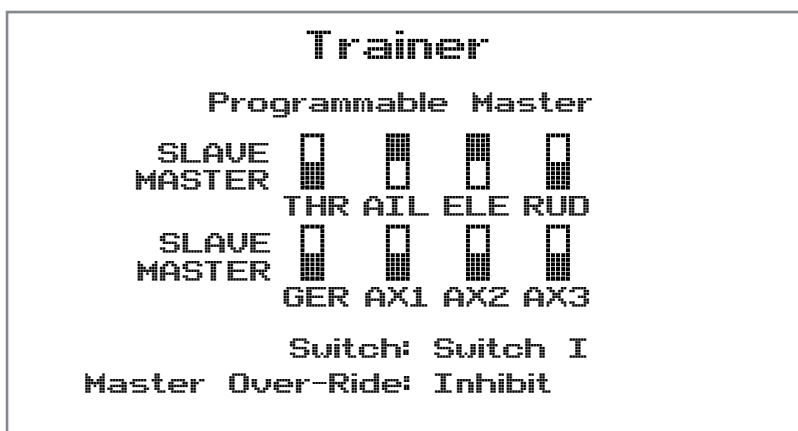 Trainer
Programmable Master
SLAVE
MASTER
THR AIL ELE RUD
SLAVE
MASTER
GER AX1 AX2 AX3
Switch: Switch I
Master Over-Ride: Inhibit